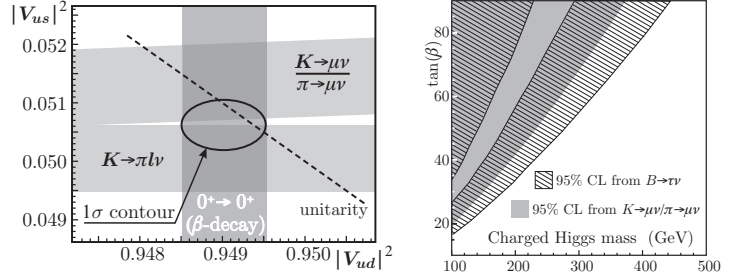 |V_us|²
0.052
0.051
0.050
0.049
K→μν
π→μν
K→πlν
1σ contour
0⁺→ 0⁺
(β-decay)
unitarity
0.948
0.949
0.950
|V_ud|²
tan(β)
80
60
40
20
95% CL from B→τν
95% CL from K→μν/π→μν
Charged Higgs mass (GeV)
100
200
300
400
500